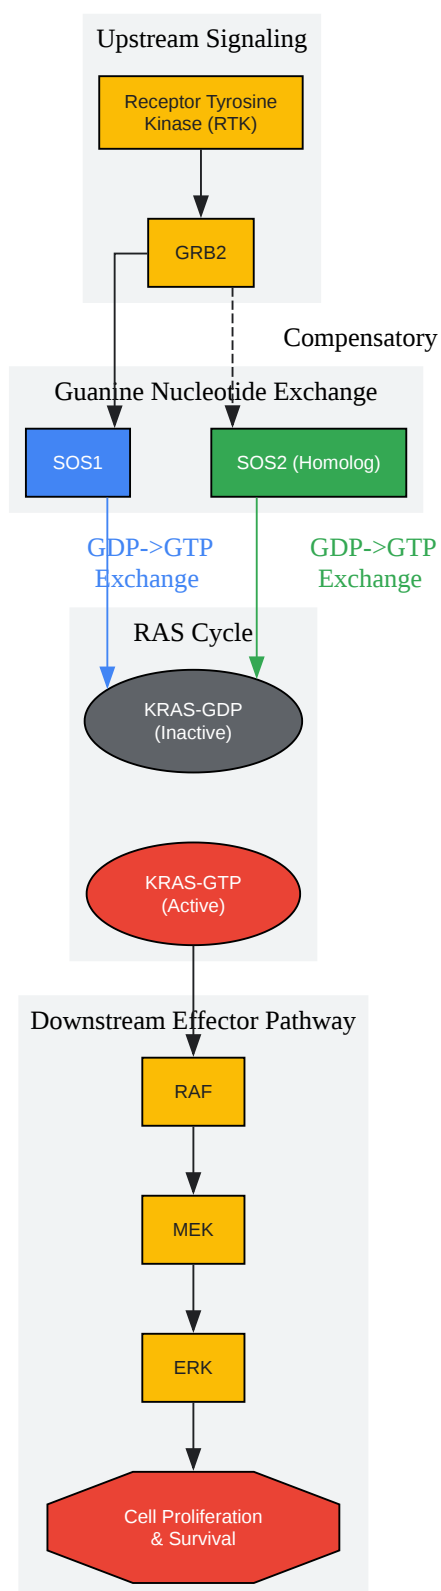 Upstream Signaling
Receptor Tyrosine
Kinase (RTK)
GRB2
Compensatory
Guanine Nucleotide Exchange
SOS1
SOS2 (Homolog)
GDP->GTP
Exchange
GDP->GTP
Exchange
RAS Cycle
KRAS-GDP
(Inactive)
KRAS-GTP
(Active)
Downstream Effector Pathway
RAF
MEK
ERK
Cell Proliferation
& Survival